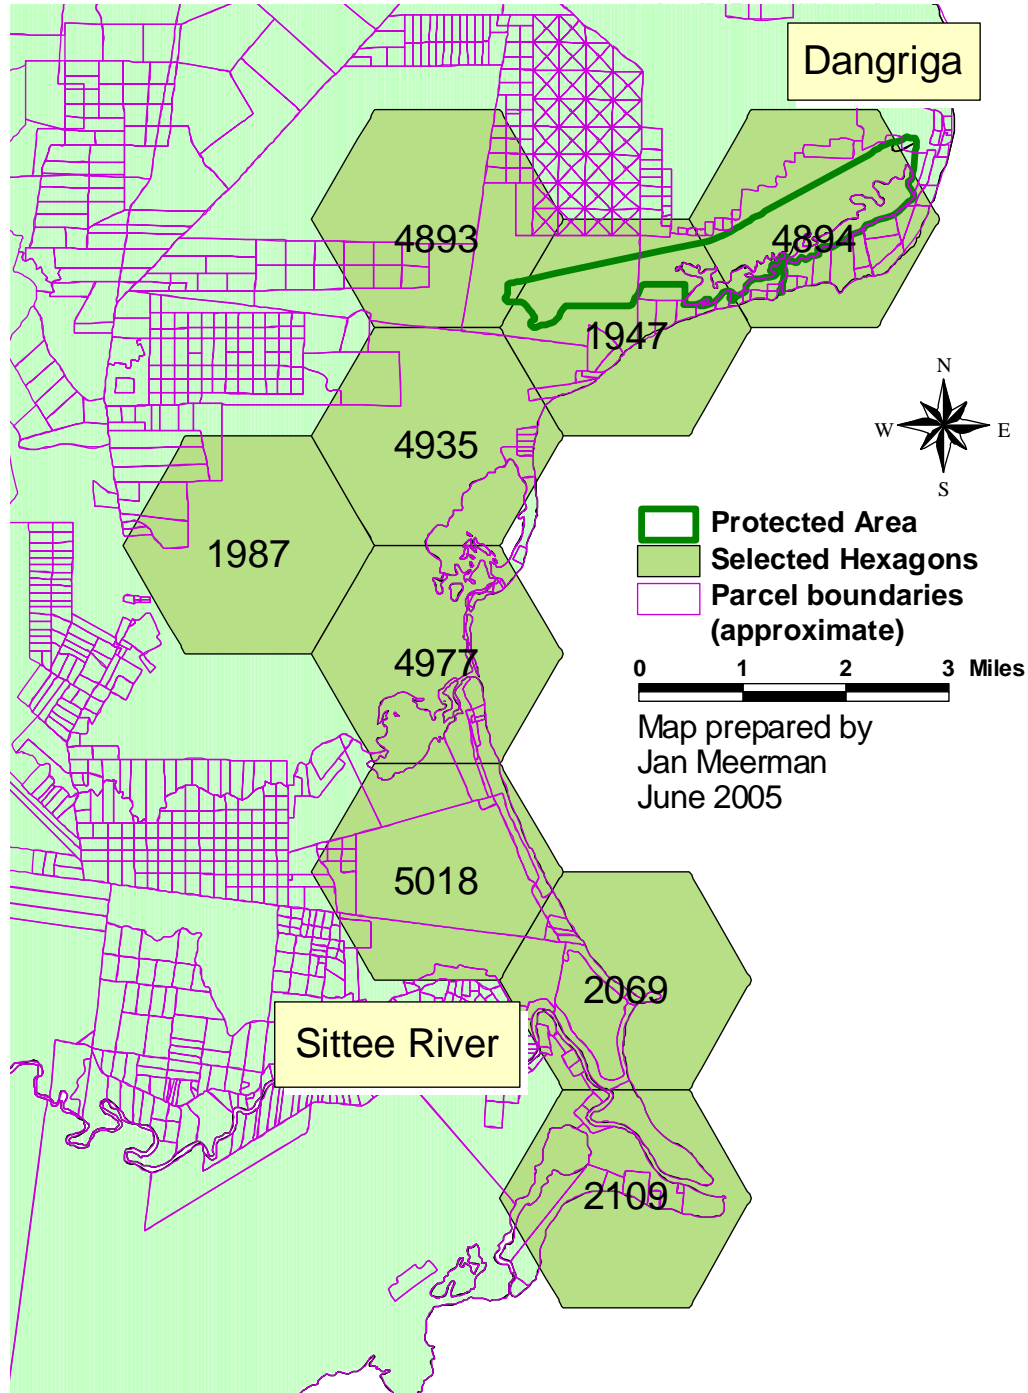 Dangriga
4893
4894
1947
N
W
E
S
4935
Protected Area
1987
Selected Hexagons
Parcel boundaries
(approximate)
4977
0 1 2 3 Miles
Map prepared by
Jan Meerman
June 2005
5018
2069
Sittee River
2109